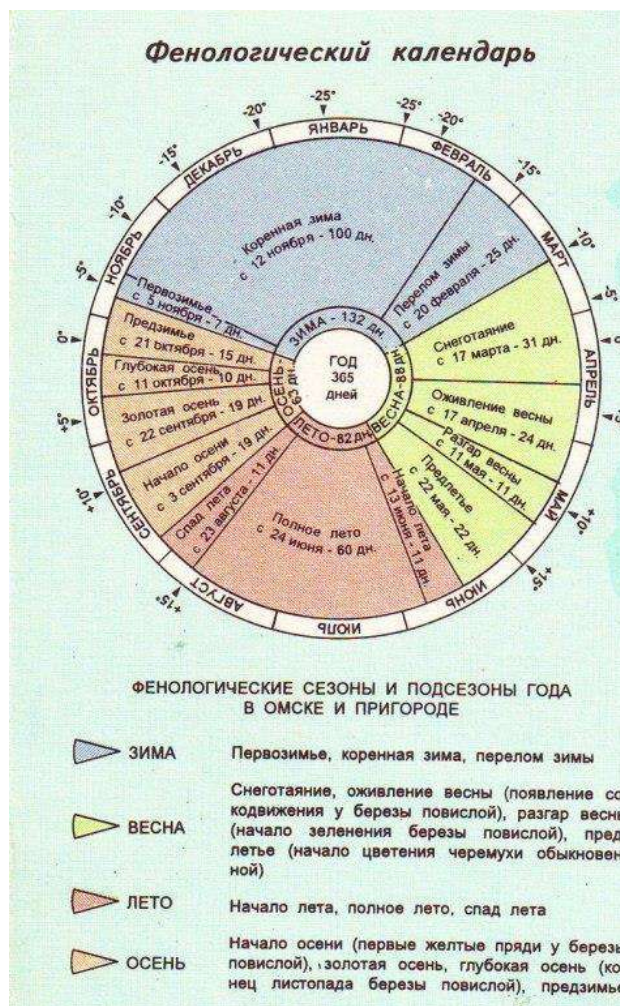 Фенологический календарь
-25°
-25°
-20°
-15°
-10°
-5°
+5°
+10°
+15°
+15°
+10°
+5°
0°
-5°
-10°
-15°
-20°
ЯНВАРЬ
ФЕВРАЛЬ
МАРТ
АПРЕЛЬ
МАЙ
ИЮНЬ
ИЮЛЬ
АВГУСТ
СЕНТЯБРЬ
ОКТЯБРЬ
НОЯБРЬ
ДЕКАБРЬ
Коренная зима
с 12 ноября - 100 дн.
Перелом зимы
с 20 февраля - 25 дн.
Снеготаяние
с 17 марта - 31 дн.
Оживление весны
с 17 апреля - 24 дн.
Разгар весны
с 11 мая - 11 дн.
Предлетье
с 22 мая - 22 дн.
Начало лета
с 13 июня - 11 дн.
Полное лето
с 24 июня - 60 дн.
Спад лета
с 23 августа - 11 дн.
Начало осени
с 3 сентября - 19 дн.
Золотая осень
с 22 сентября - 19 дн.
Глубокая осень
с 11 октября - 10 дн.
Предзимье
с 21 октября - 15 дн.
Первозимье
с 5 ноября - 7 дн.
ЗИМА - 132 дн.
ВЕСНА-88 дн.
ЛЕТО-82 дн.
ОСЕНЬ-
63 дн.
ГОД
365
дней
ФЕНОЛОГИЧЕСКИЕ СЕЗОНЫ И ПОДСЕЗОНЫ ГОДА
В ОМСКЕ И ПРИГОРОДЕ
ЗИМА
Первозимье, коренная зима, перелом зимы
ВЕСНА
Снеготаяние, оживление весны (появление со
кодвижения у березы повислой), разгар весны
(начало зеленения березы повислой), пред
летье (начало цветения черемухи обыкновен
ной)
ЛЕТО
Начало лета, полное лето, спад лета
ОСЕНЬ
Начало осени (первые желтые пряди у березы
повислой), золотая осень, глубокая осень (ко
нец листопада березы повислой), предзимье